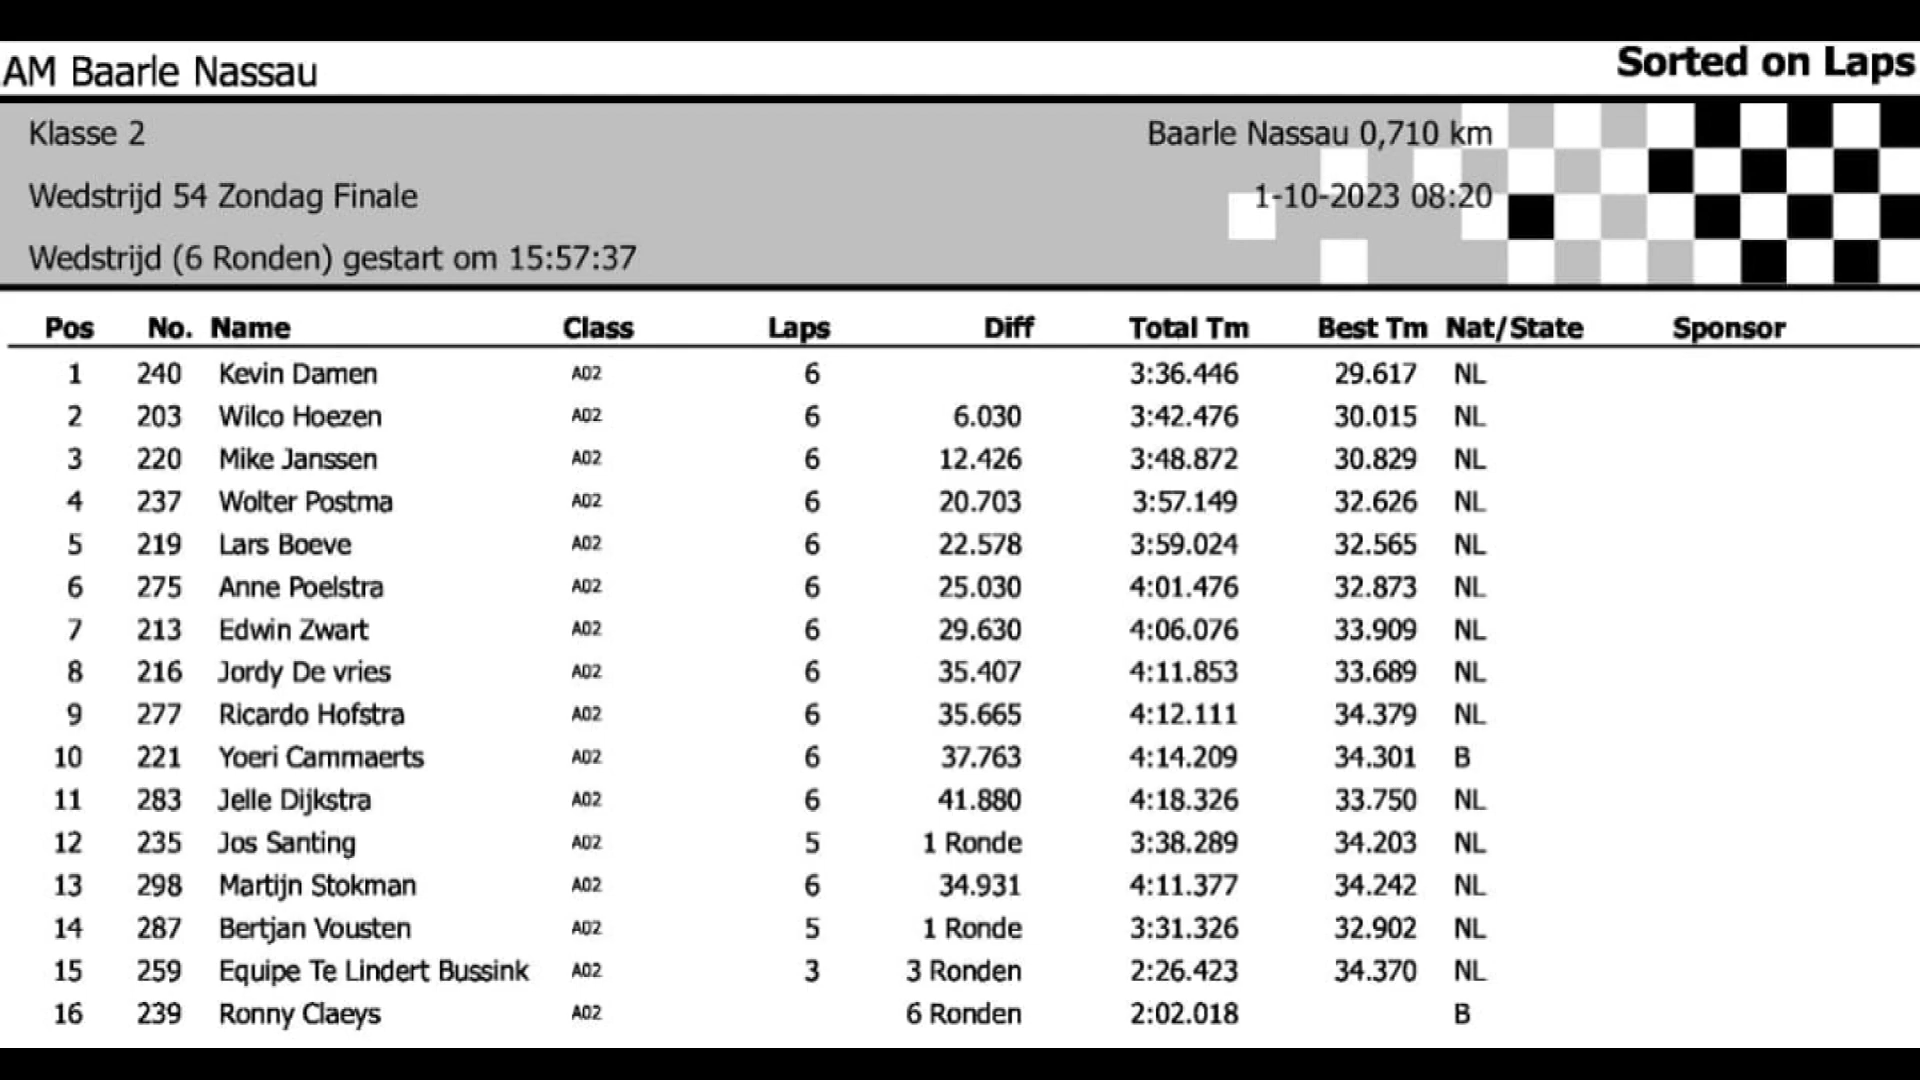 AM Baarle Nassau Sorted on Laps
Klasse 2 Baarle Nassau 0,710 km
Wedstrijd 54 Zondag Finale 1-10-2023 08:20
Wedstrijd (6 Ronden) gestart om 15:57:37
Pos No. Name Class Laps Diff Total Tm Best Tm Nat/State Sponsor
1 240 Kevin Damen A02 6 3:36.446 29.617 NL
2 203 Wilco Hoezen A02 6 6.030 3:42.476 30.015 NL
3 220 Mike Janssen A02 6 12.426 3:48.872 30.829 NL
4 237 Wolter Postma A02 6 20.703 3:57.149 32.626 NL
5 219 Lars Boeve A02 6 22.578 3:59.024 32.565 NL
6 275 Anne Poelstra A02 6 25.030 4:01.476 32.873 NL
7 213 Edwin Zwart A02 6 29.630 4:06.076 33.909 NL
8 216 Jordy De vries A02 6 35.407 4:11.853 33.689 NL
9 277 Ricardo Hofstra A02 6 35.665 4:12.111 34.379 NL
10 221 Yoeri Cammaerts A02 6 37.763 4:14.209 34.301 B
11 283 Jelle Dijkstra A02 6 41.880 4:18.326 33.750 NL
12 235 Jos Santing A02 5 1 Ronde 3:38.289 34.203 NL
13 298 Martijn Stokman A02 6 34.931 4:11.377 34.242 NL
14 287 Bertjan Vousten A02 5 1 Ronde 3:31.326 32.902 NL
15 259 Equipe Te Lindert Bussink A02 3 3 Ronden 2:26.423 34.370 NL
16 239 Ronny Claeys A02 6 Ronden 2:02.018 B